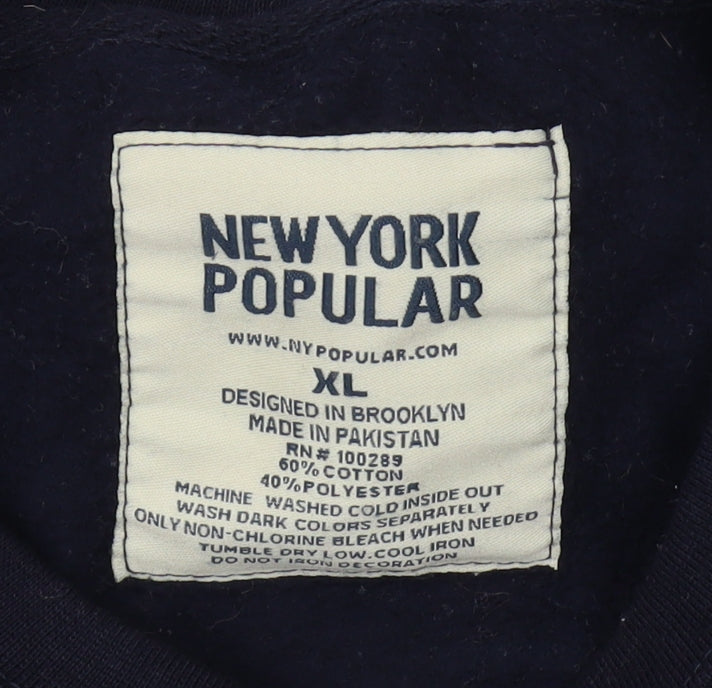 NEW YORK
POPULAR
WWW.NYPOPULAR.COM
XL
DESIGNED IN BROOKLYN
MADE IN PAKISTAN
RN# 100289
60% COTTON
40% POLYESTER
MACHINE WASHED COLD INSIDE OUT
WASH DARK COLORS SEPARATELY
ONLY NON-CHLORINE BLEACH WHEN NEEDED
TUMBLE DRY LOW. COOL IRON
DO NOT IRON DECORATION